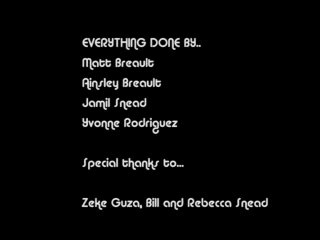 EVERYTHING DONE BY..
Matt Breault
Ainsley Breault
Jamil Snead
Yvonne Rodriguez
Special thanks to...
Zeke Guza, Bill and Rebecca Snead